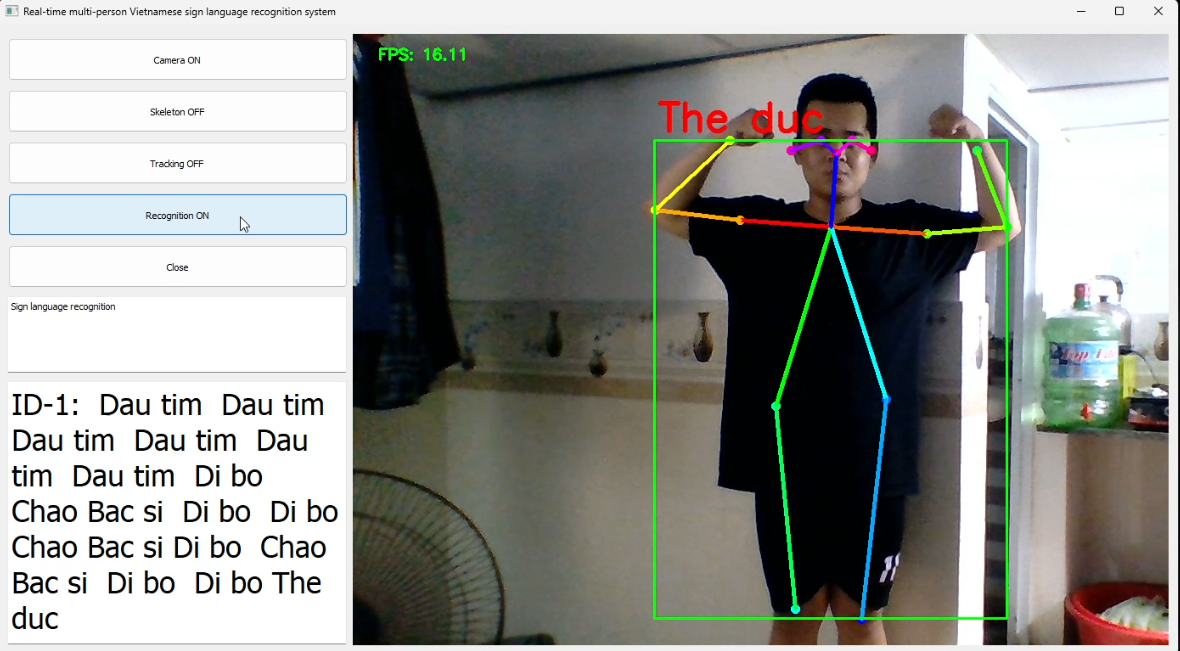 Real-time multi-person Vietnamese sign language recognition system
Camera ON
Skeleton OFF
Tracking OFF
Recognition ON
Close
Sign language recognition
ID-1: Dau tim Dau tim
Dau tim Dau tim Dau
tim Dau tim Di bo
Chao Bac si Di bo Di bo
Chao Bac si Di bo Chao
Bac si Di bo Di bo The
duc
FPS: 16.11
The duc